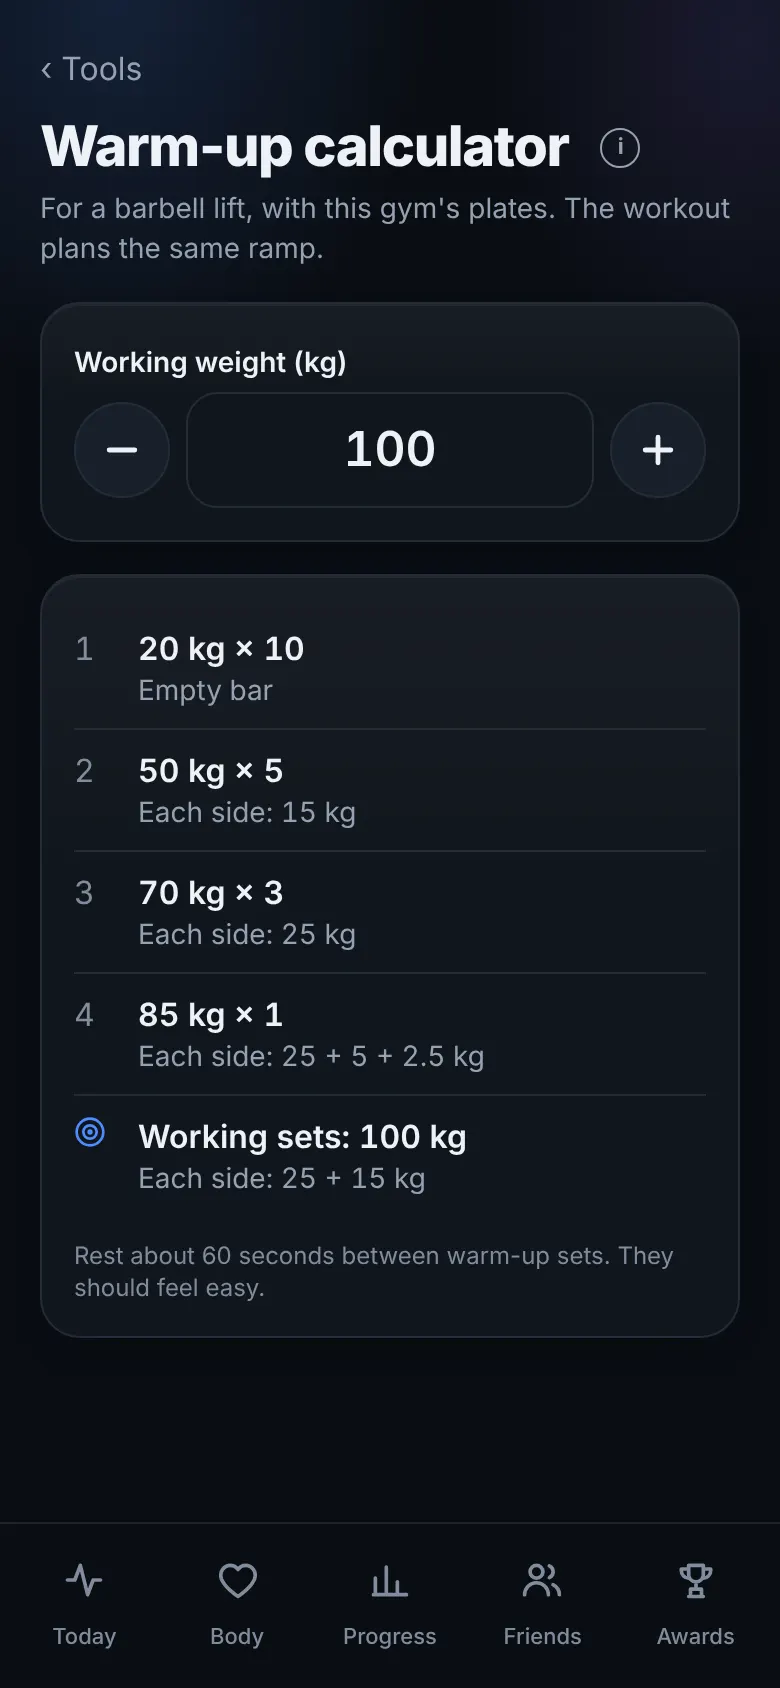 ‹ Tools
Warm-up calculator
i
For a barbell lift, with this gym's plates. The workout
plans the same ramp.
Working weight (kg)
− 100 +
1 20 kg × 10
Empty bar
2 50 kg × 5
Each side: 15 kg
3 70 kg × 3
Each side: 25 kg
4 85 kg × 1
Each side: 25 + 5 + 2.5 kg
Working sets: 100 kg
Each side: 25 + 15 kg
Rest about 60 seconds between warm-up sets. They
should feel easy.
Today Body Progress Friends Awards